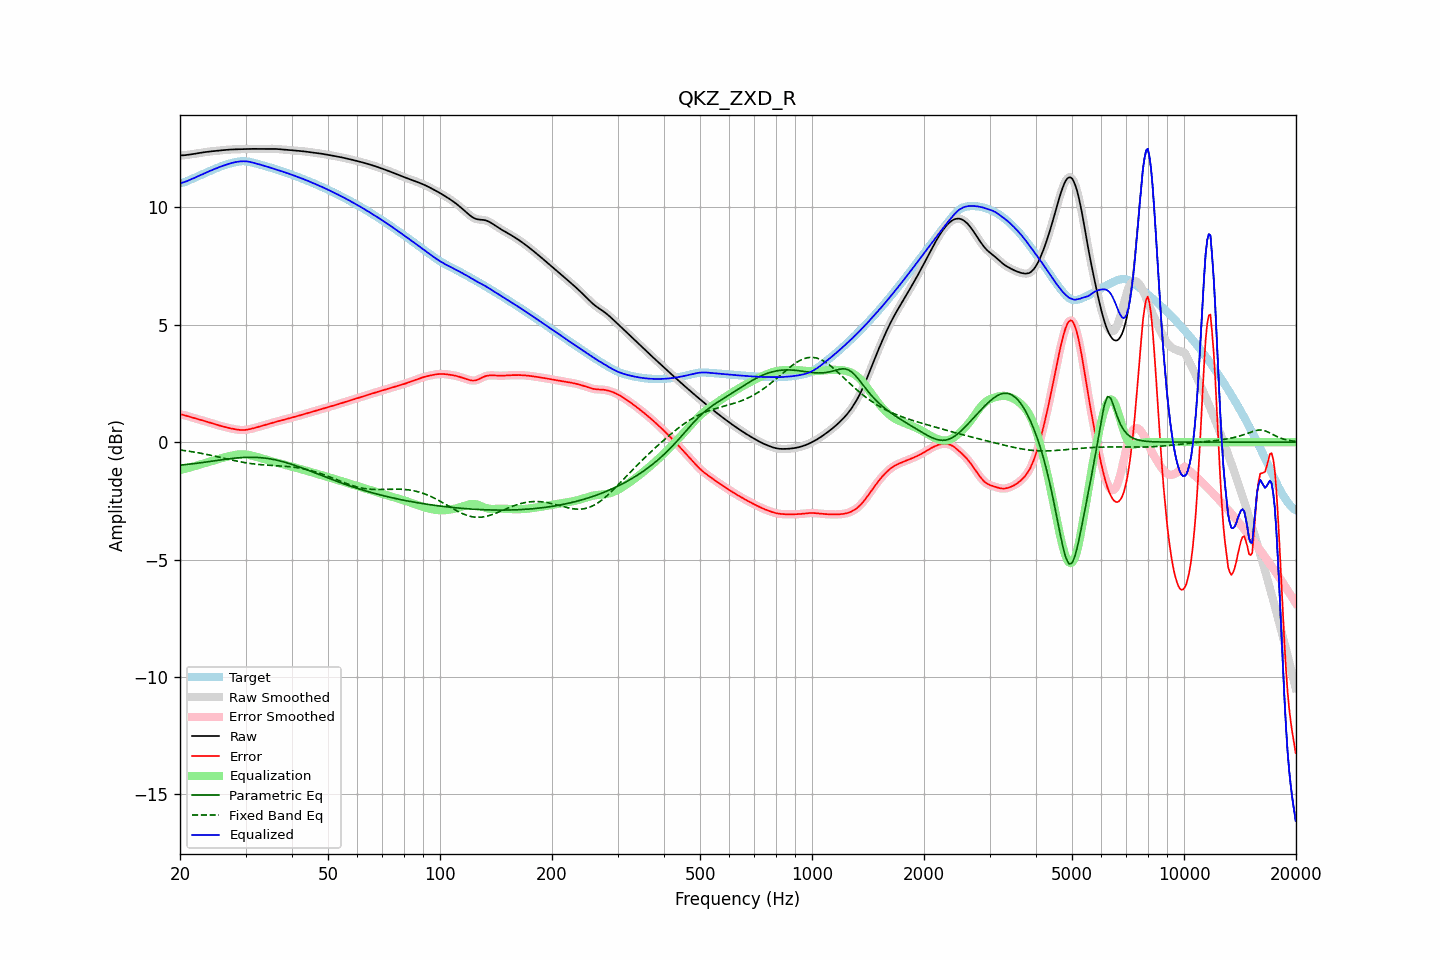 QKZ_ZXD_R
Amplitude (dBr)
10
5
0
−5
−10
−15
Target
Raw Smoothed
Error Smoothed
Raw
Error
Equalization
Parametric Eq
Fixed Band Eq
Equalized
20 50 100 200 500 1000 2000 5000 10000 20000
Frequency (Hz)